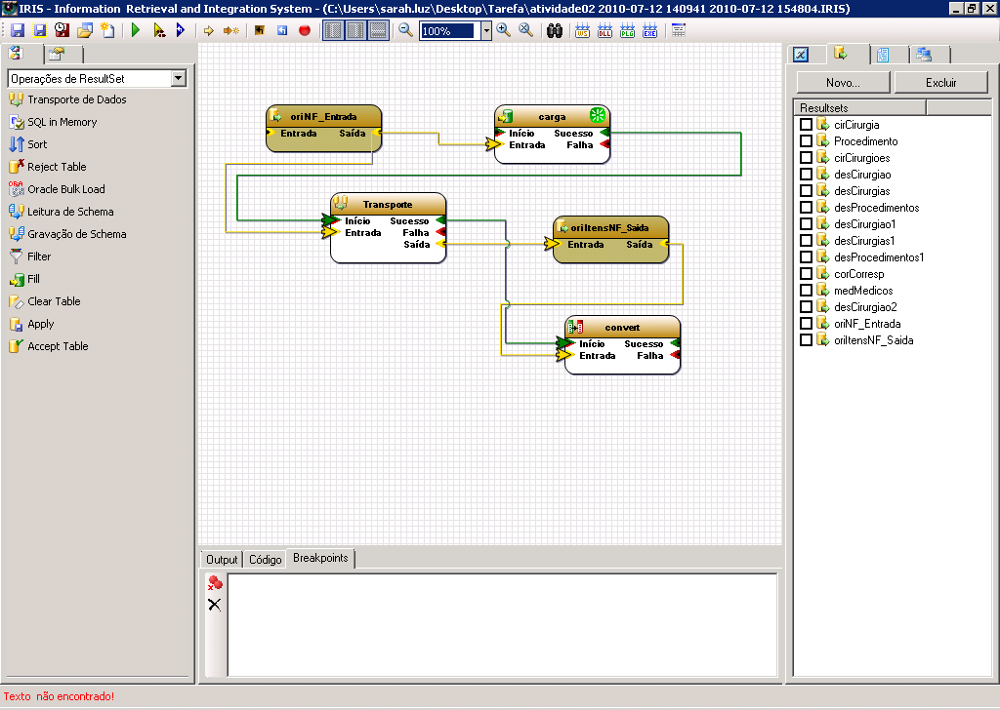 IRIS - Information Retrieval and Integration System - (C:\Users\sarah.luz\Desktop\Tarefa\atividade02 2010-07-12 140941 2010-07-12 154804.IRIS)
100%
WS DLL PLG EXE
Operações de ResultSet
Transporte de Dados
SQL in Memory
Sort
Reject Table
ORA
Oracle Bulk Load
Leitura de Schema
Gravação de Schema
Filter
Fill
Clear Table
Apply
Accept Table
oriNF_Entrada
Entrada Saída
carga
Início Sucesso
Entrada Falha
Transporte
Início Sucesso
Entrada Falha
Saída
oriItensNF_Saida
Entrada Saída
convert
Início Sucesso
Entrada Falha
Output Código Breakpoints
Novo... Excluir
Resultsets
cirCirurgia
Procedimento
cirCirurgioes
desCirurgiao
desCirurgias
desProcedimentos
desCirurgiao1
desCirurgias1
desProcedimentos1
corCorresp
medMedicos
desCirurgiao2
oriNF_Entrada
oriItensNF_Saida
Texto não encontrado!